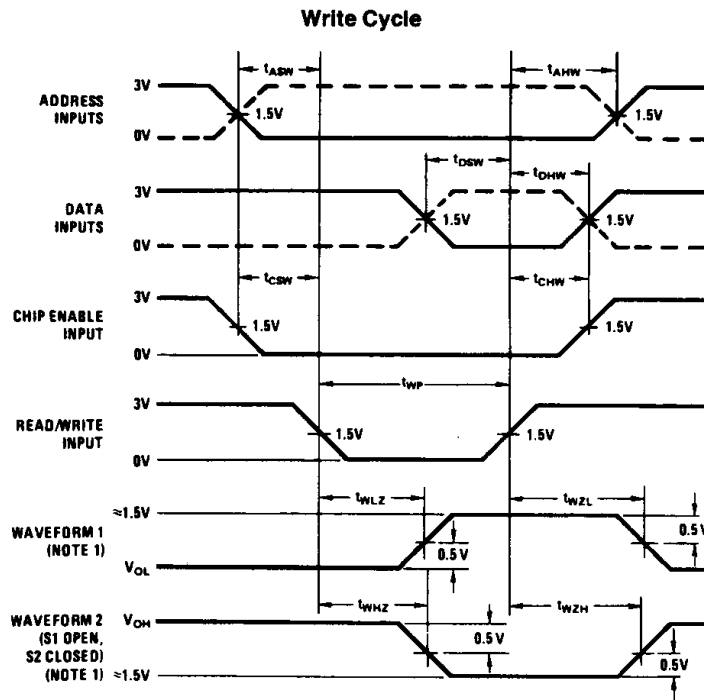 Write Cycle
tASW
tAHW
ADDRESS
INPUTS
3V
0V
1.5V
1.5V
tDSW
tDHW
DATA
INPUTS
3V
0V
1.5V
1.5V
tCSW
tCHW
CHIP ENABLE
INPUT
3V
0V
1.5V
1.5V
tWP
READ/WRITE
INPUT
3V
0V
1.5V
1.5V
tWLZ
tWZL
WAVEFORM 1
(NOTE 1)
≈1.5V
VOL
0.5V
0.5V
tWHZ
tWZH
WAVEFORM 2
(S1 OPEN,
S2 CLOSED)
(NOTE 1)
VOH
≈1.5V
0.5V
0.5V